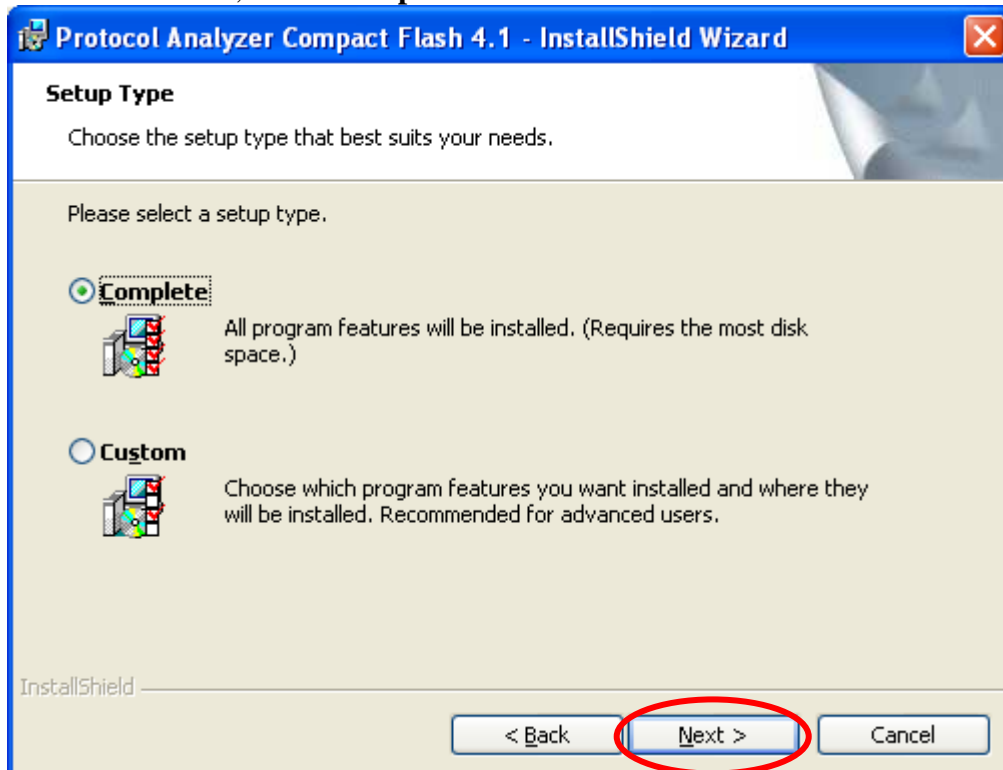 Protocol Analyzer Compact Flash 4.1 - InstallShield Wizard
Setup Type
Choose the setup type that best suits your needs.
Please select a setup type.
Complete
All program features will be installed. (Requires the most disk
space.)
Custom
Choose which program features you want installed and where they
will be installed. Recommended for advanced users.
InstallShield
< Back
Next >
Cancel